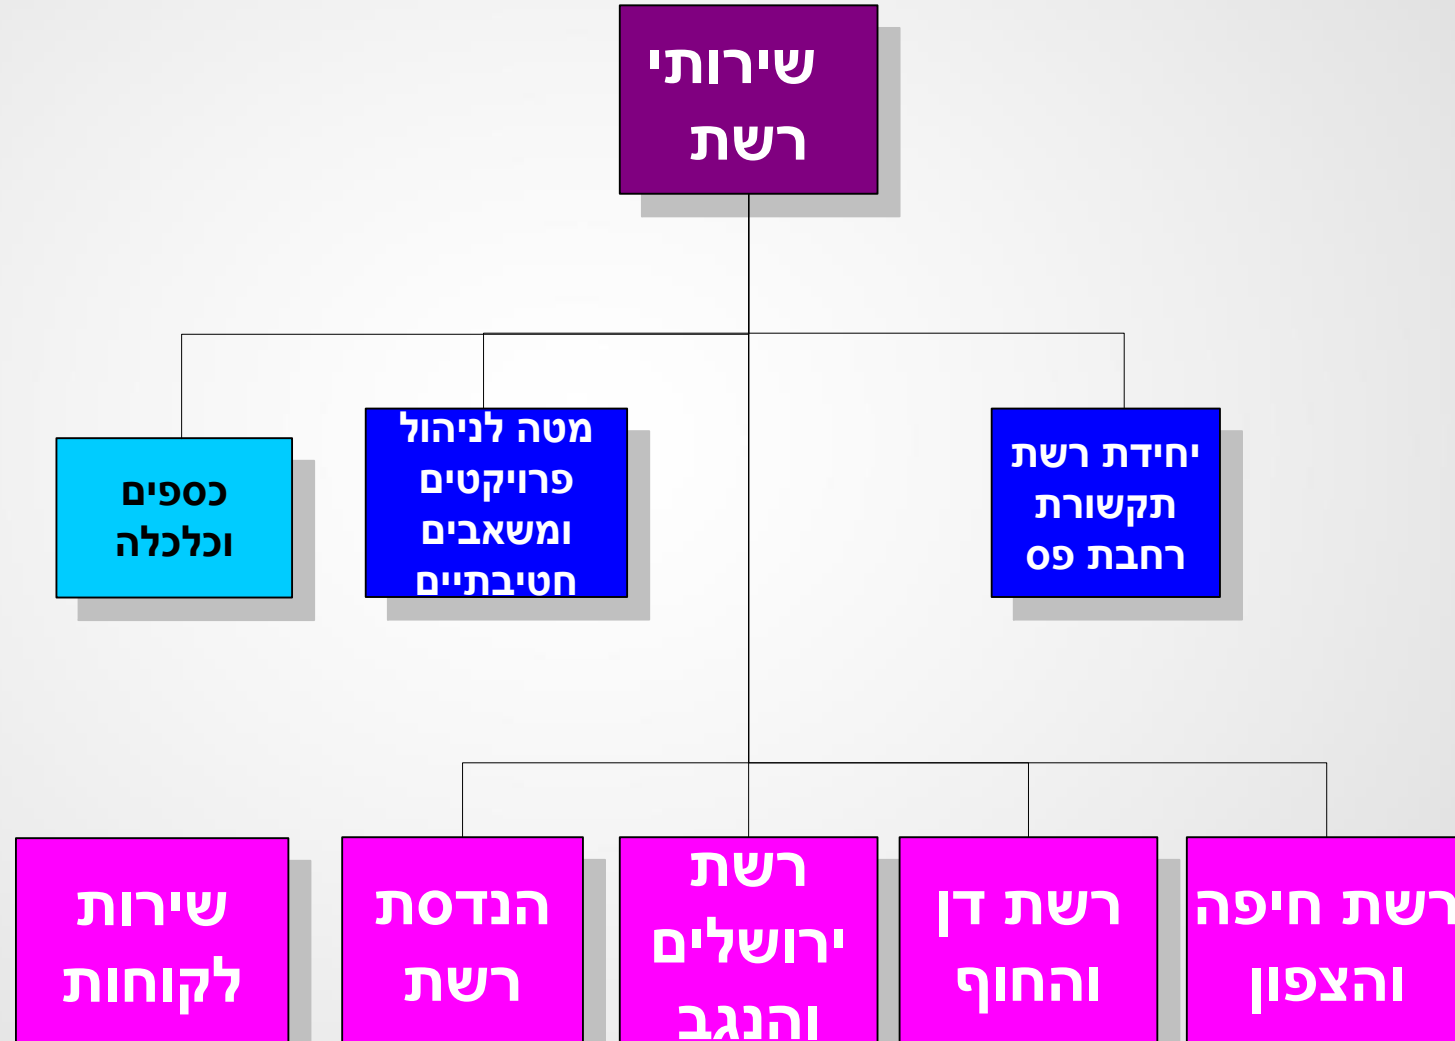 שירותי
רשת
יחידת רשת
תקשורת
רחבת פס
מטה לניהול
פרויקטים
ומשאבים
חטיבתיים
כספים
וכלכלה
רשת חיפה
והצפון
רשת דן
והחוף
רשת
ירושלים
והנגב
הנדסת
רשת
שירות
לקוחות